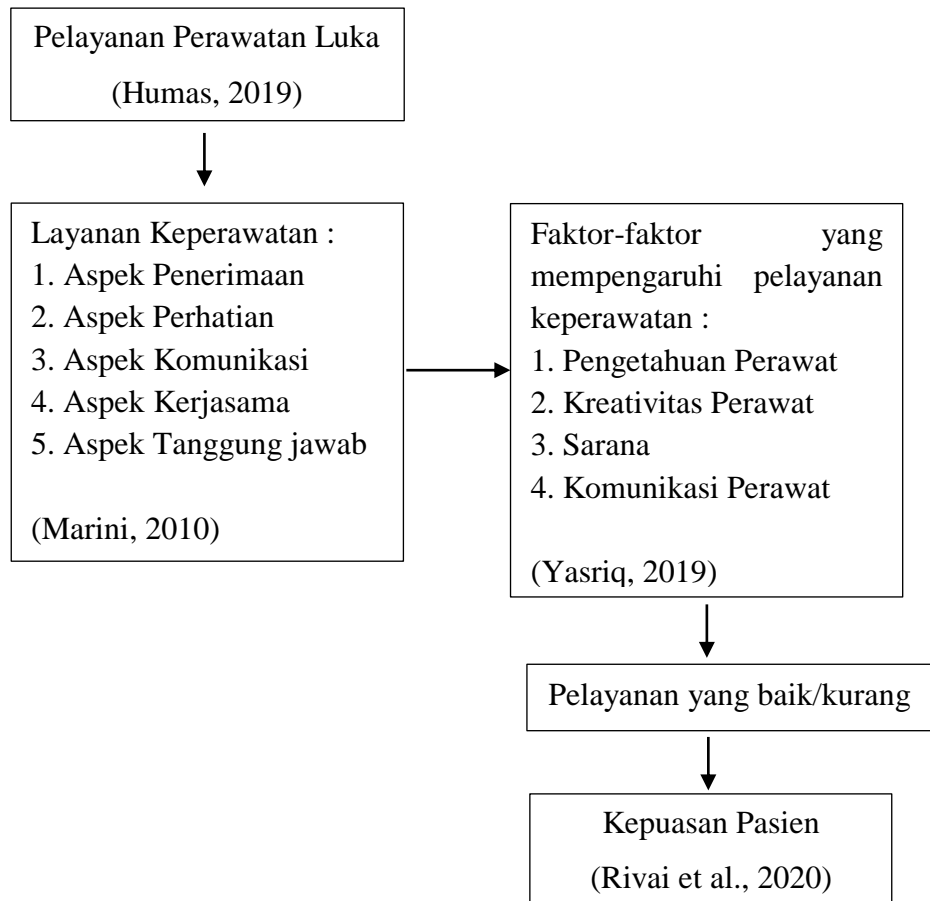 Pelayanan Perawatan Luka
(Humas, 2019)
Layanan Keperawatan :
1. Aspek Penerimaan
2. Aspek Perhatian
3. Aspek Komunikasi
4. Aspek Kerjasama
5. Aspek Tanggung jawab
(Marini, 2010)
Faktor-faktor yang
mempengaruhi pelayanan
keperawatan :
1. Pengetahuan Perawat
2. Kreativitas Perawat
3. Sarana
4. Komunikasi Perawat
(Yasriq, 2019)
Pelayanan yang baik/kurang
Kepuasan Pasien
(Rivai et al., 2020)